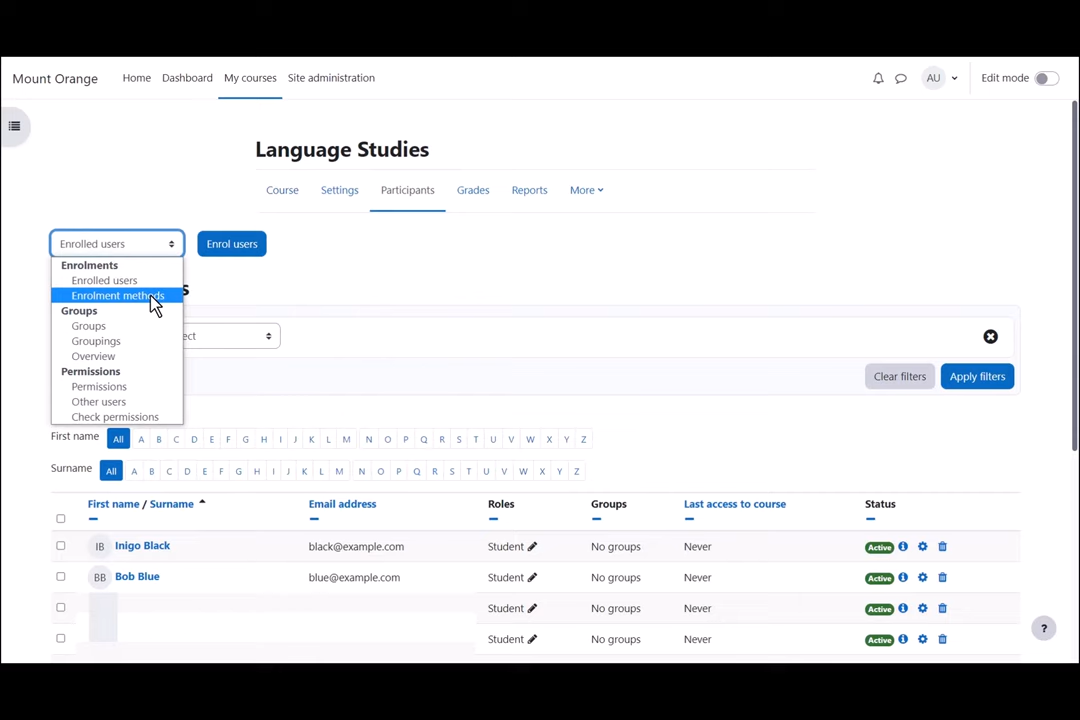 Mount Orange Home Dashboard My courses Site administration AU Edit mode
Language Studies
Course Settings Participants Grades Reports More
Enrolled users Enrol users
Enrolments
Enrolled users
Enrolment methods
Groups
Groups
Groupings
Overview
Permissions
Permissions
Other users
Check permissions
Clear filters Apply filters
First name All A B C D E F G H I J K L M N O P Q R S T U V W X Y Z
Surname All A B C D E F G H I J K L M N O P Q R S T U V W X Y Z
First name / Surname Email address Roles Groups Last access to course Status
IB Inigo Black black@example.com Student No groups Never Active
BB Bob Blue blue@example.com Student No groups Never Active
Student No groups Never Active
Student No groups Never Active
?